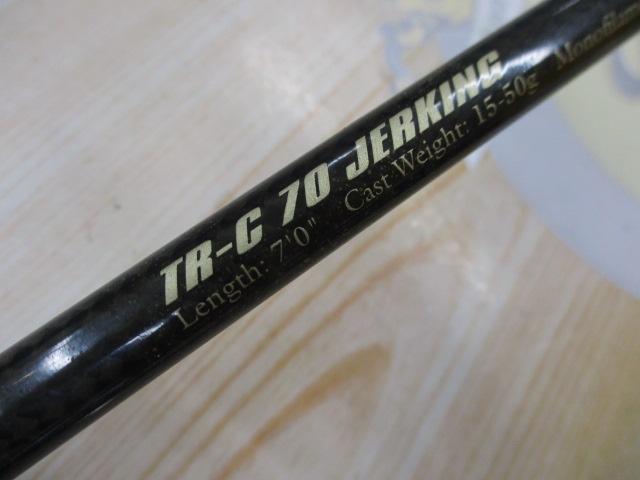 TR-C 70 JERKING
Length: 7'0" Cast Weight: 15-50g